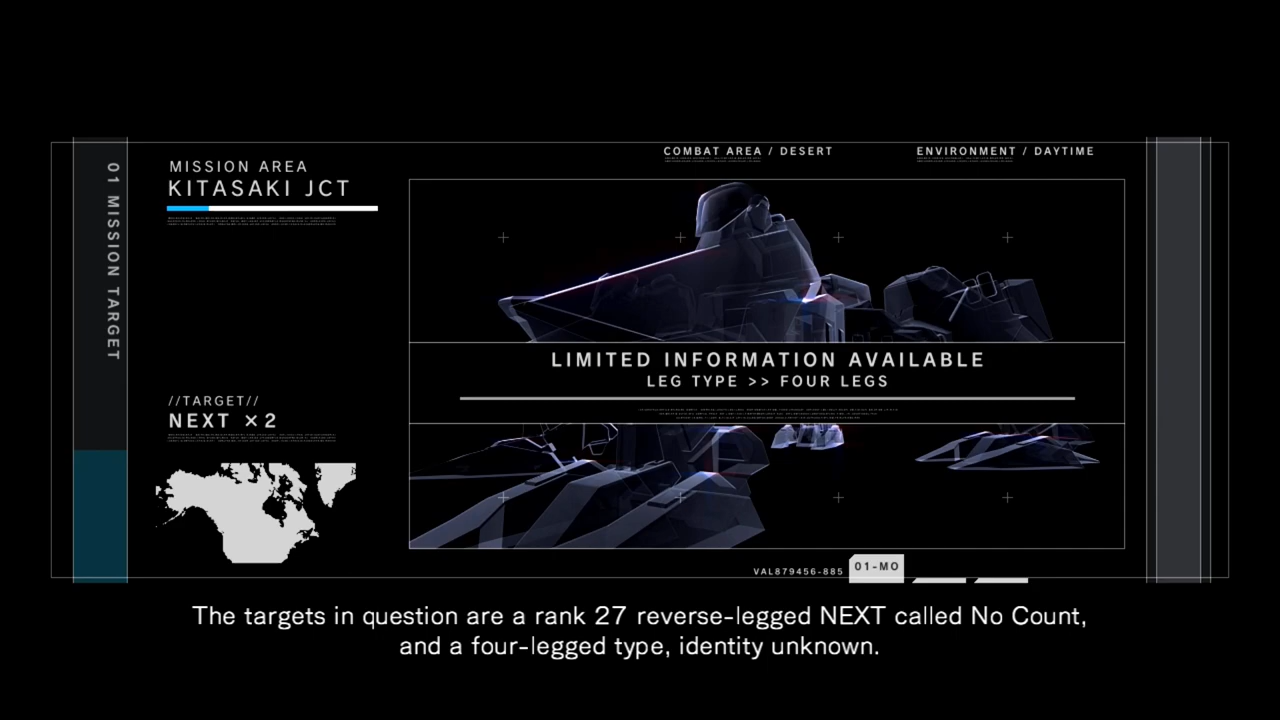 01 MISSION TARGET
MISSION AREA
KITASAKI JCT
COMBAT AREA / DESERT
ENVIRONMENT / DAYTIME
LIMITED INFORMATION AVAILABLE
LEG TYPE >> FOUR LEGS
//TARGET//
NEXT ×2
VAL879456-885
01-MO
The targets in question are a rank 27 reverse-legged NEXT called No Count,
and a four-legged type, identity unknown.